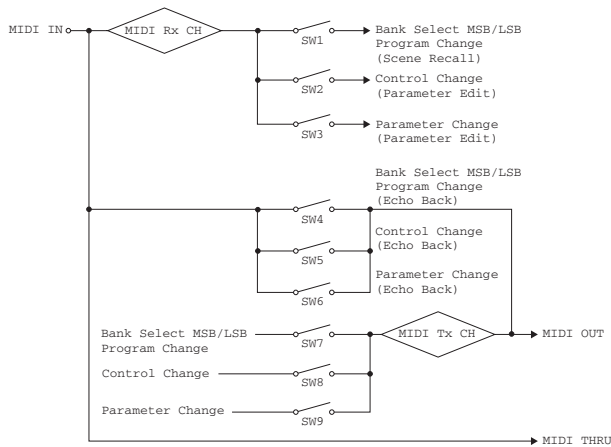 MIDI IN
MIDI Rx CH
SW1
Bank Select MSB/LSB
Program Change
(Scene Recall)
SW2
Control Change
(Parameter Edit)
SW3
Parameter Change
(Parameter Edit)
Bank Select MSB/LSB
Program Change
(Echo Back)
SW4
Control Change
(Echo Back)
SW5
Parameter Change
(Echo Back)
SW6
Bank Select MSB/LSB
Program Change
SW7
MIDI Tx CH
MIDI OUT
Control Change
SW8
Parameter Change
SW9
MIDI THRU